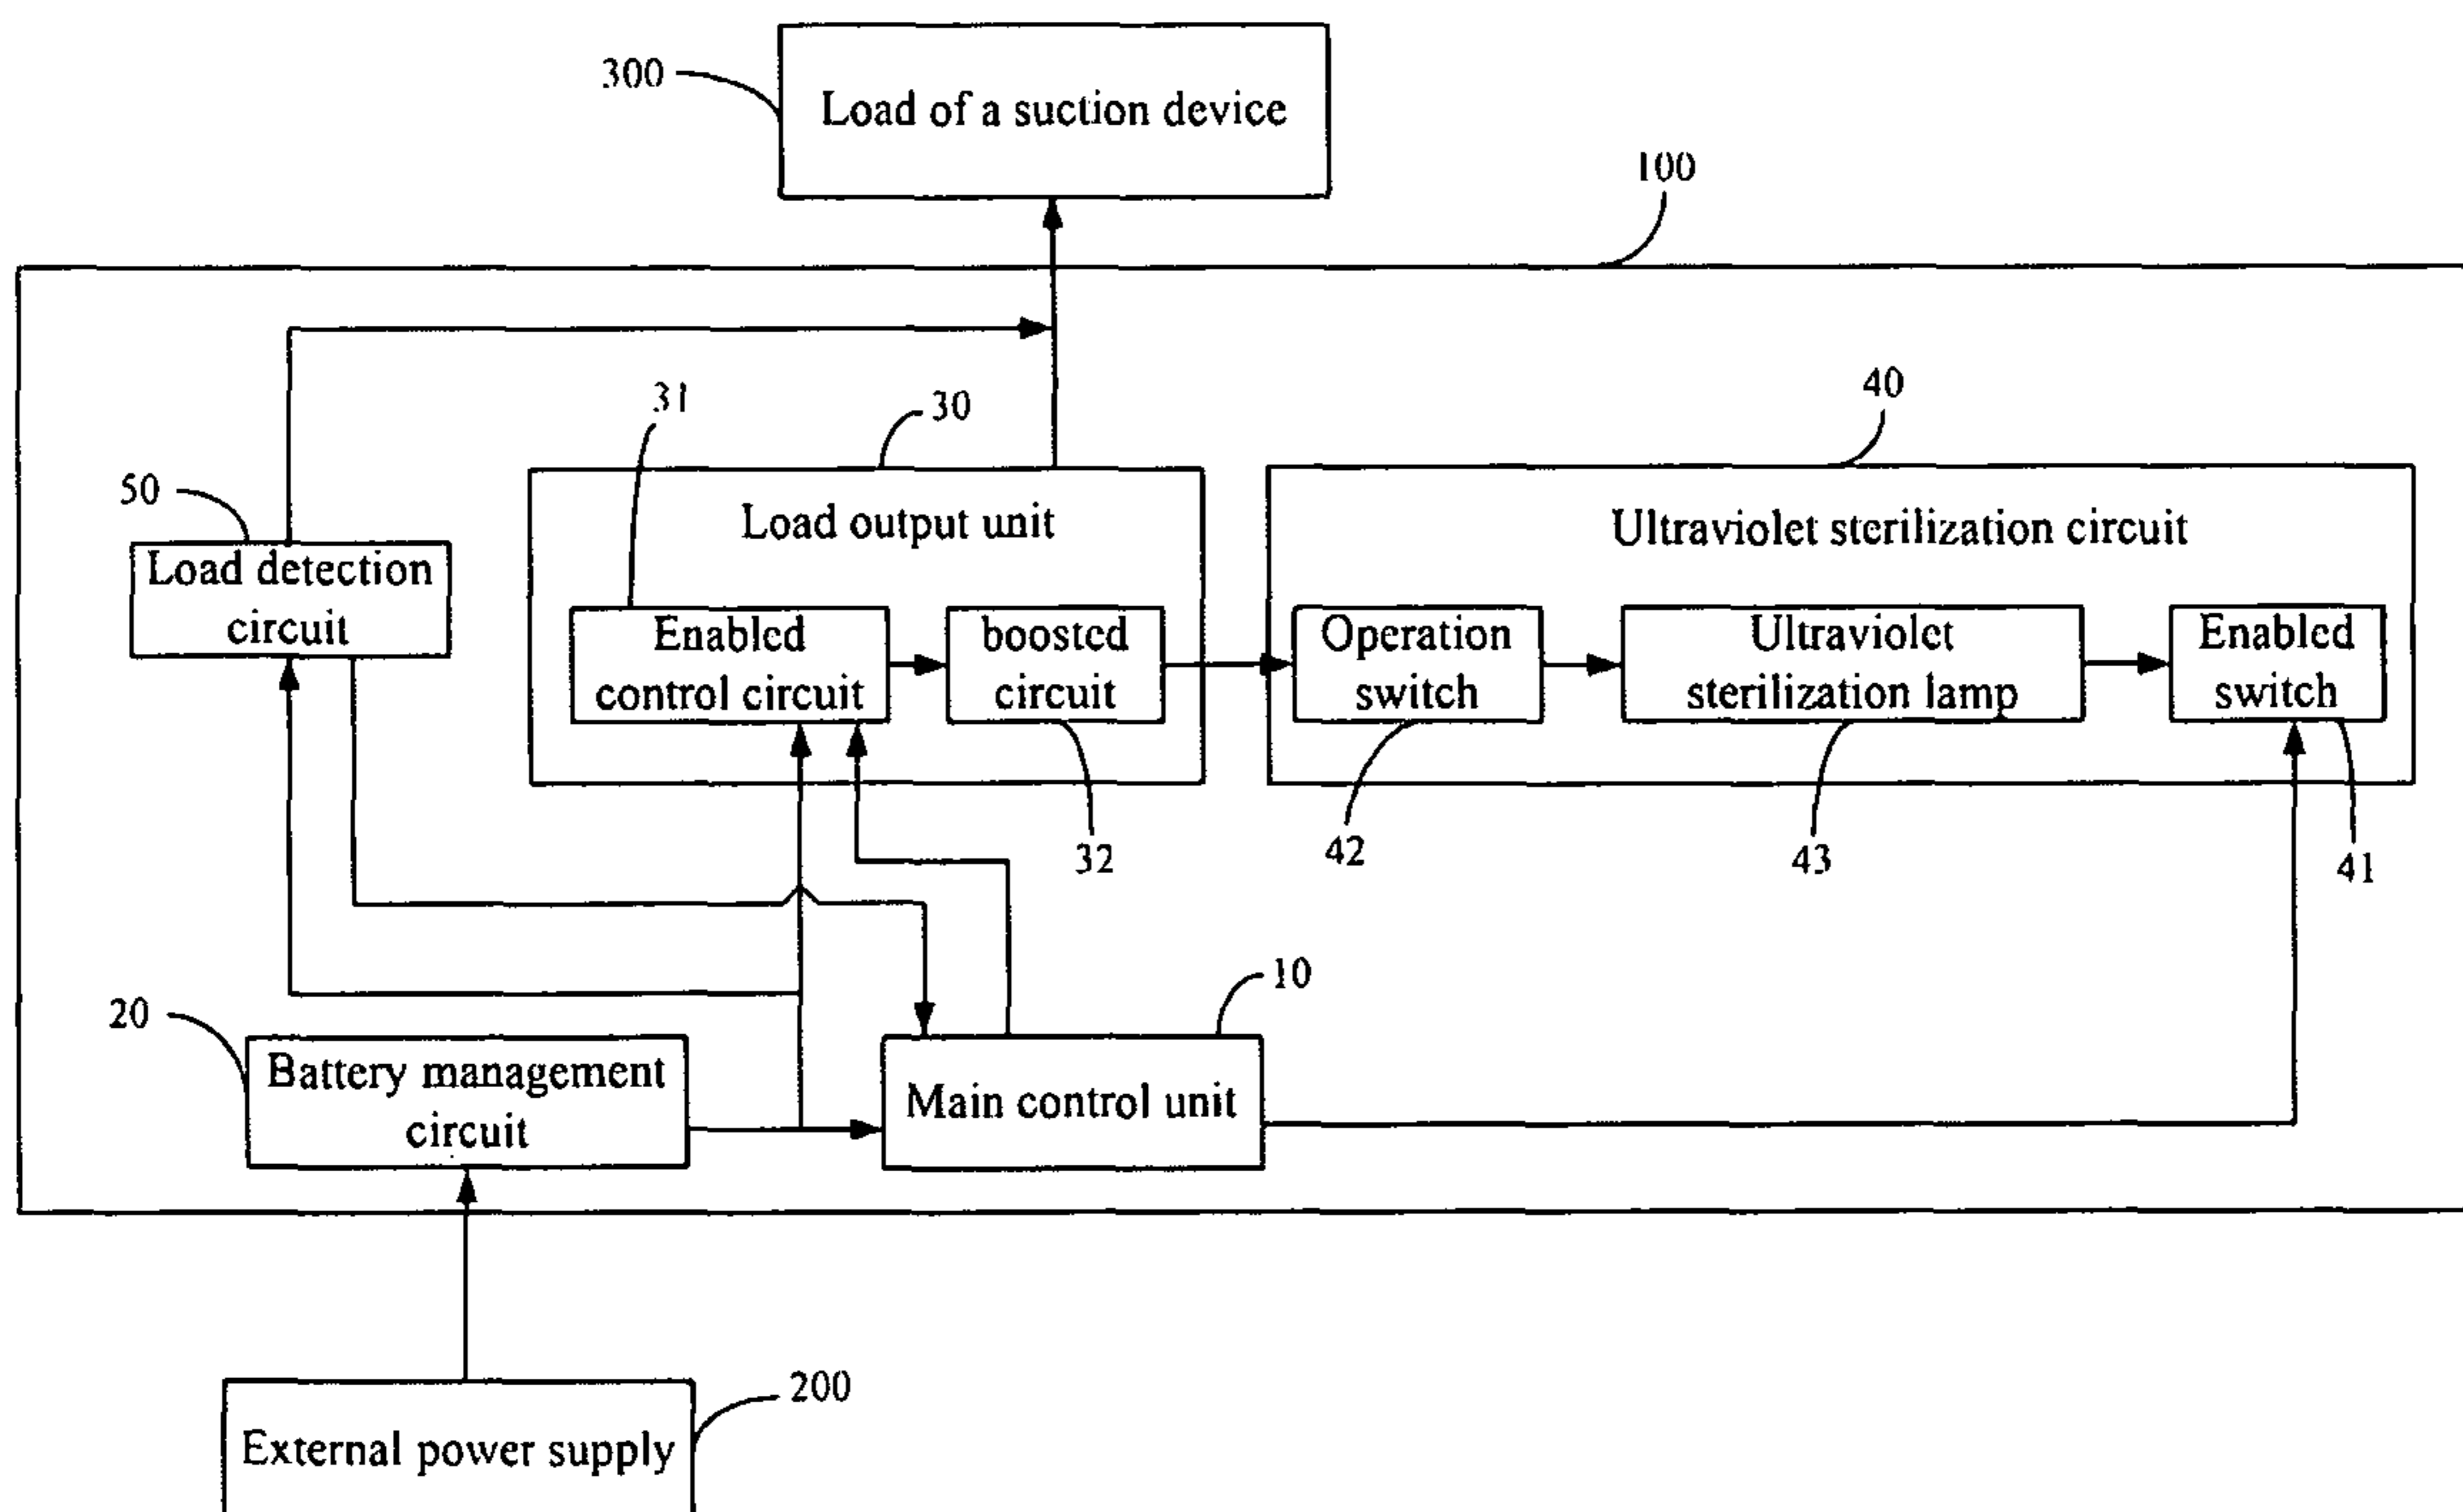 300
Load of a suction device
100
31
30
40
50
Load output unit
Ultraviolet sterilization circuit
Load detection
circuit
Enabled
control circuit
boosted
circuit
Operation
switch
Ultraviolet
sterilization lamp
Enabled
switch
32
42
43
41
20
10
Battery management
circuit
Main control unit
200
External power supply